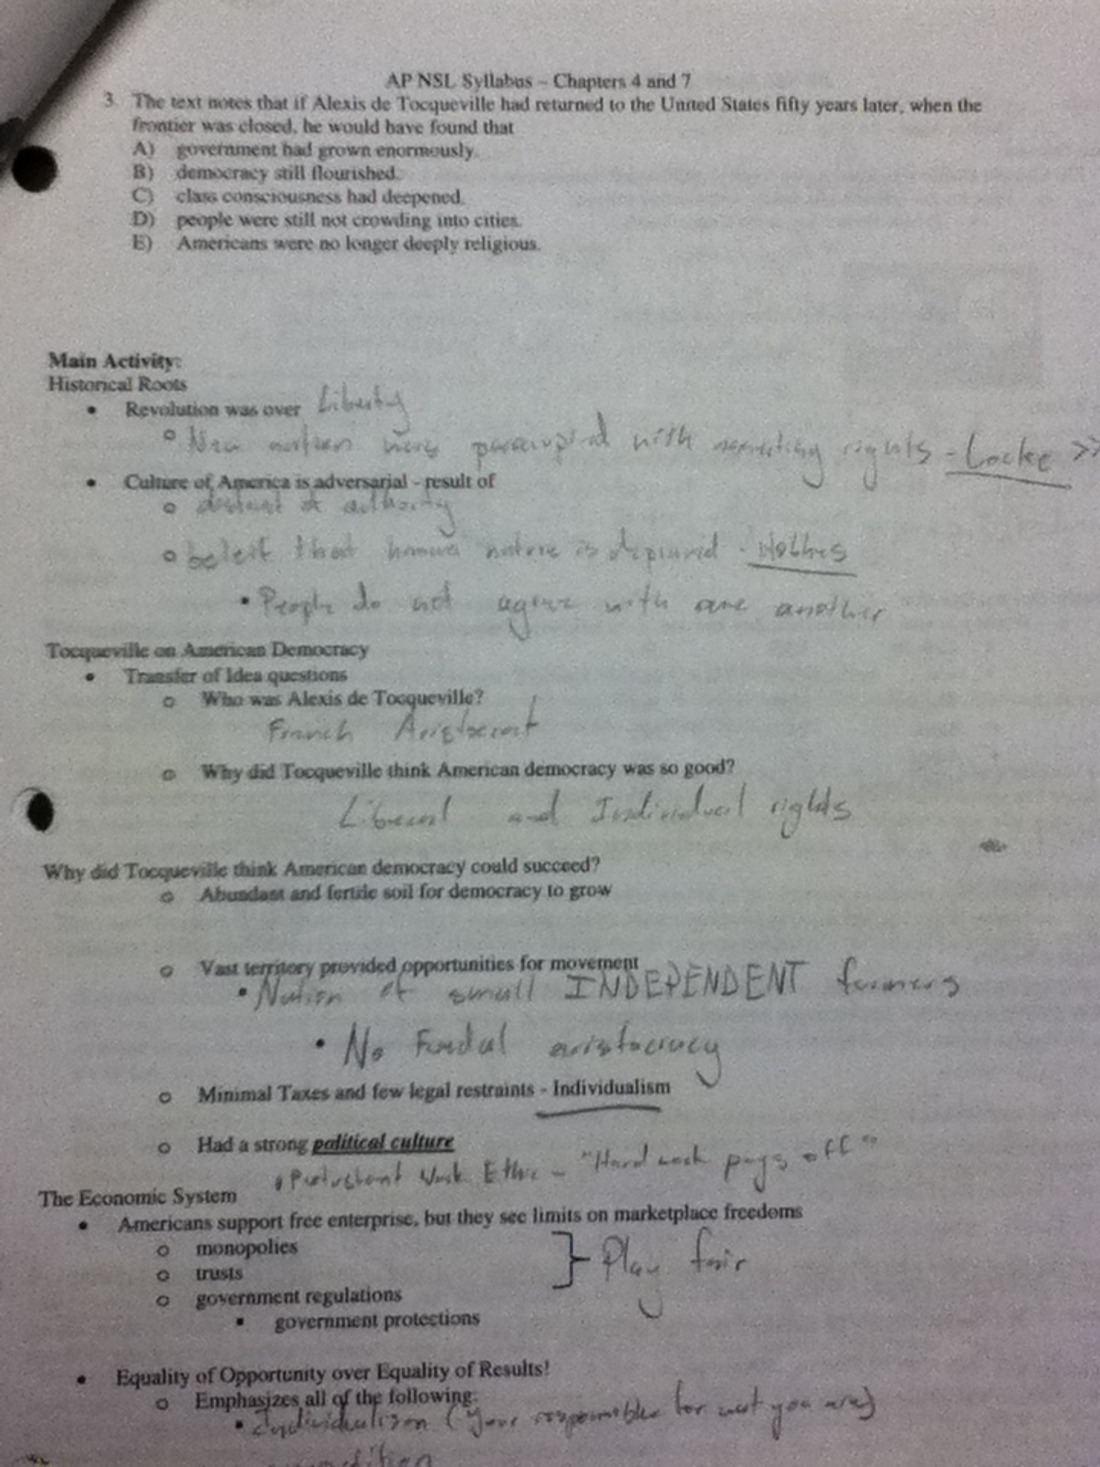 AP NSL Syllabus – Chapters 4 and 7
3. The text notes that if Alexis de Tocqueville had returned to the United States fifty years later, when the
frontier was closed, he would have found that
A) government had grown enormously.
B) democracy still flourished.
C) class consciousness had deepened.
D) people were still not crowding into cities.
E) Americans were no longer deeply religious.
Main Activity:
Historical Roots
• Revolution was over Liberty
o New nation were with rights - Locke >>
• Culture of America is adversarial - result of
o distrust of authority
o beleif that human nature is depraved - Hobbes
• People do not agree with one another
Tocqueville on American Democracy
• Transfer of Idea questions
o Who was Alexis de Tocqueville?
French Aristocrat
o Why did Tocqueville think American democracy was so good?
Liberal and Individual rights
Why did Tocqueville think American democracy could succeed?
o Abundant and fertile soil for democracy to grow
o Vast territory provided opportunities for movement
• Nation of small INDEPENDENT farmers
• No Feudal aristocracy
o Minimal Taxes and few legal restraints - Individualism
o Had a strong political culture
• Protestant Work Ethic - "Hard work pays off"
The Economic System
• Americans support free enterprise, but they see limits on marketplace freedoms
o monopolies
o trusts
} Play fair
o government regulations
▪ government protections
• Equality of Opportunity over Equality of Results!
o Emphasizes all of the following:
• Individualism (your responsible for you are)